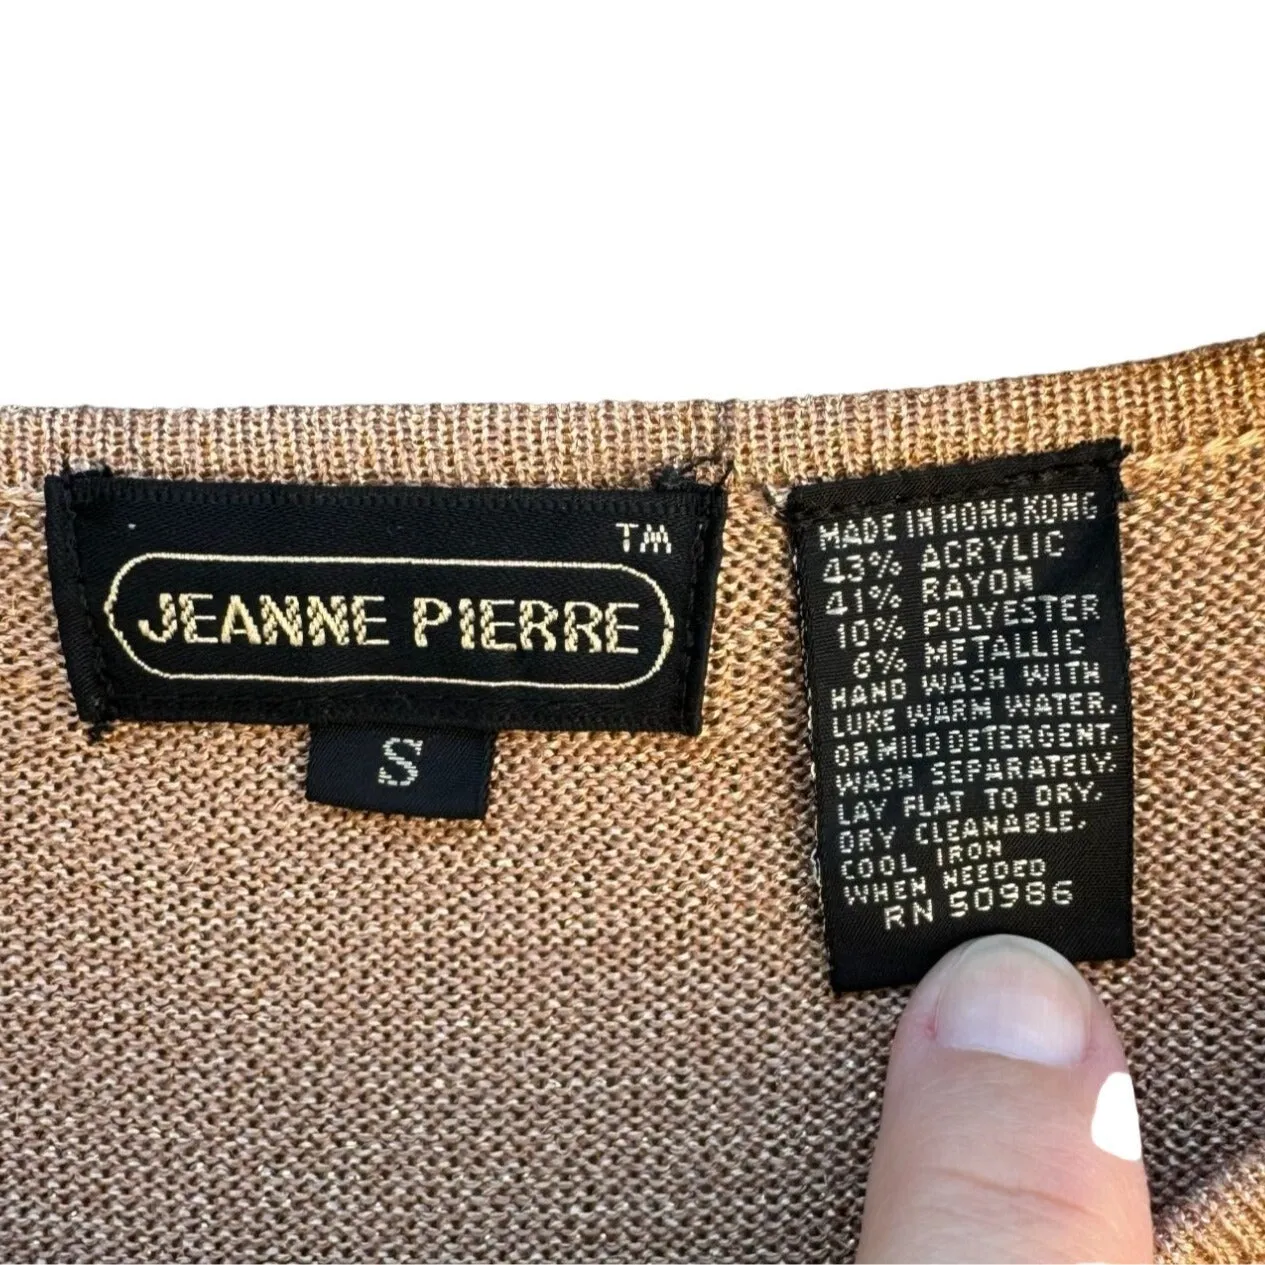 TM
JEANNE PIERRE
S
MADE IN HONG KONG
43% ACRYLIC
41% RAYON
10% POLYESTER
6% METALLIC
HAND WASH WITH
LUKE WARM WATER,
OR MILD DETERGENT,
WASH SEPARATELY.
LAY FLAT TO DRY.
DRY CLEANABLE.
COOL IRON
WHEN NEEDED
RN 50986